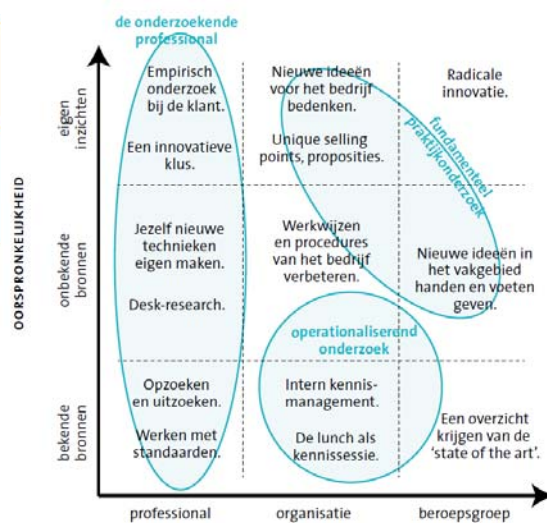 de onderzoekende
professional
OORSPRONKELIJKHEID
eigen
inzichten
Empirisch
onderzoek
bij de klant.
Een innovatieve
klus.
Nieuwe ideeën
voor het bedrijf
bedenken.
Unique selling
points, proposities.
Radicale
innovatie.
fundamenteel
praktijkonderzoek
onbekende
bronnen
Jezelf nieuwe
technieken
eigen maken.
Desk-research.
Werkwijzen
en procedures
van het bedrijf
verbeteren.
Nieuwe ideeën in
het vakgebied
handen en voeten
geven.
operationaliserend
onderzoek
bekende
bronnen
Opzoeken
en uitzoeken.
Werken met
standaarden.
Intern kennis-
management.
De lunch als
kennissessie.
Een overzicht
krijgen van de
‘state of the art’.
professional
organisatie
beroepsgroep